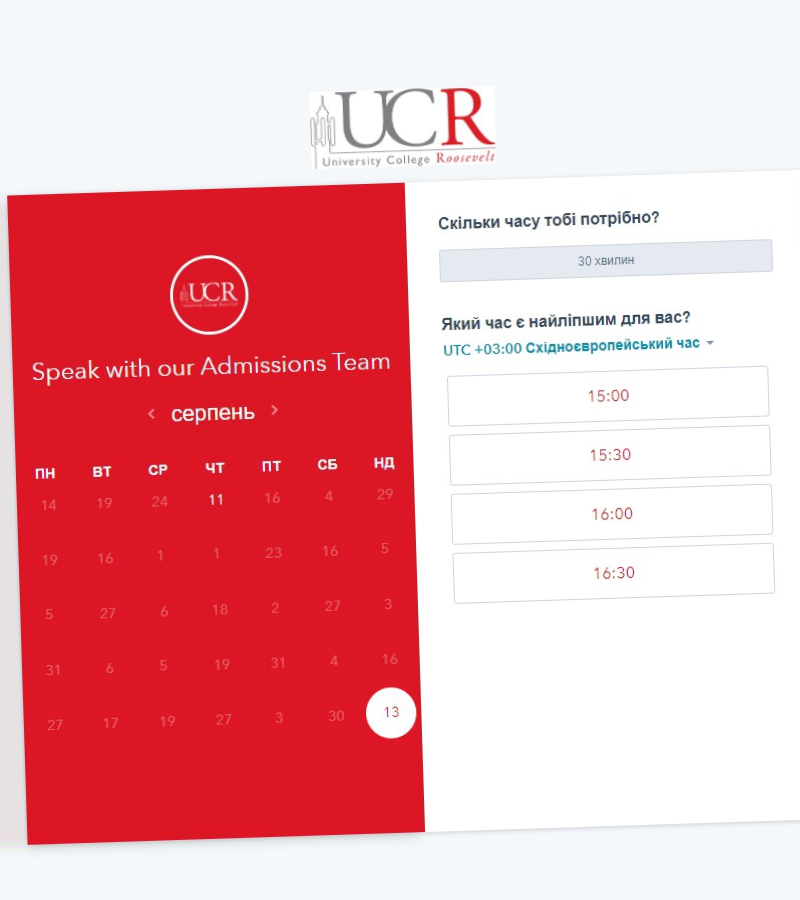 UCR
University College Roosevelt
UCR
Speak with our Admissions Team
серпень
ПН ВТ СР ЧТ ПТ СБ НД
14 19 24 11 16 4 29
19 16 1 1 23 16 5
5 27 6 18 2 27 3
31 6 5 19 31 4 16
27 17 19 27 3 30 13
Скільки часу тобі потрібно?
30 хвилин
Який час є найліпшим для вас?
UTC +03:00 Східноєвропейський час
15:00
15:30
16:00
16:30